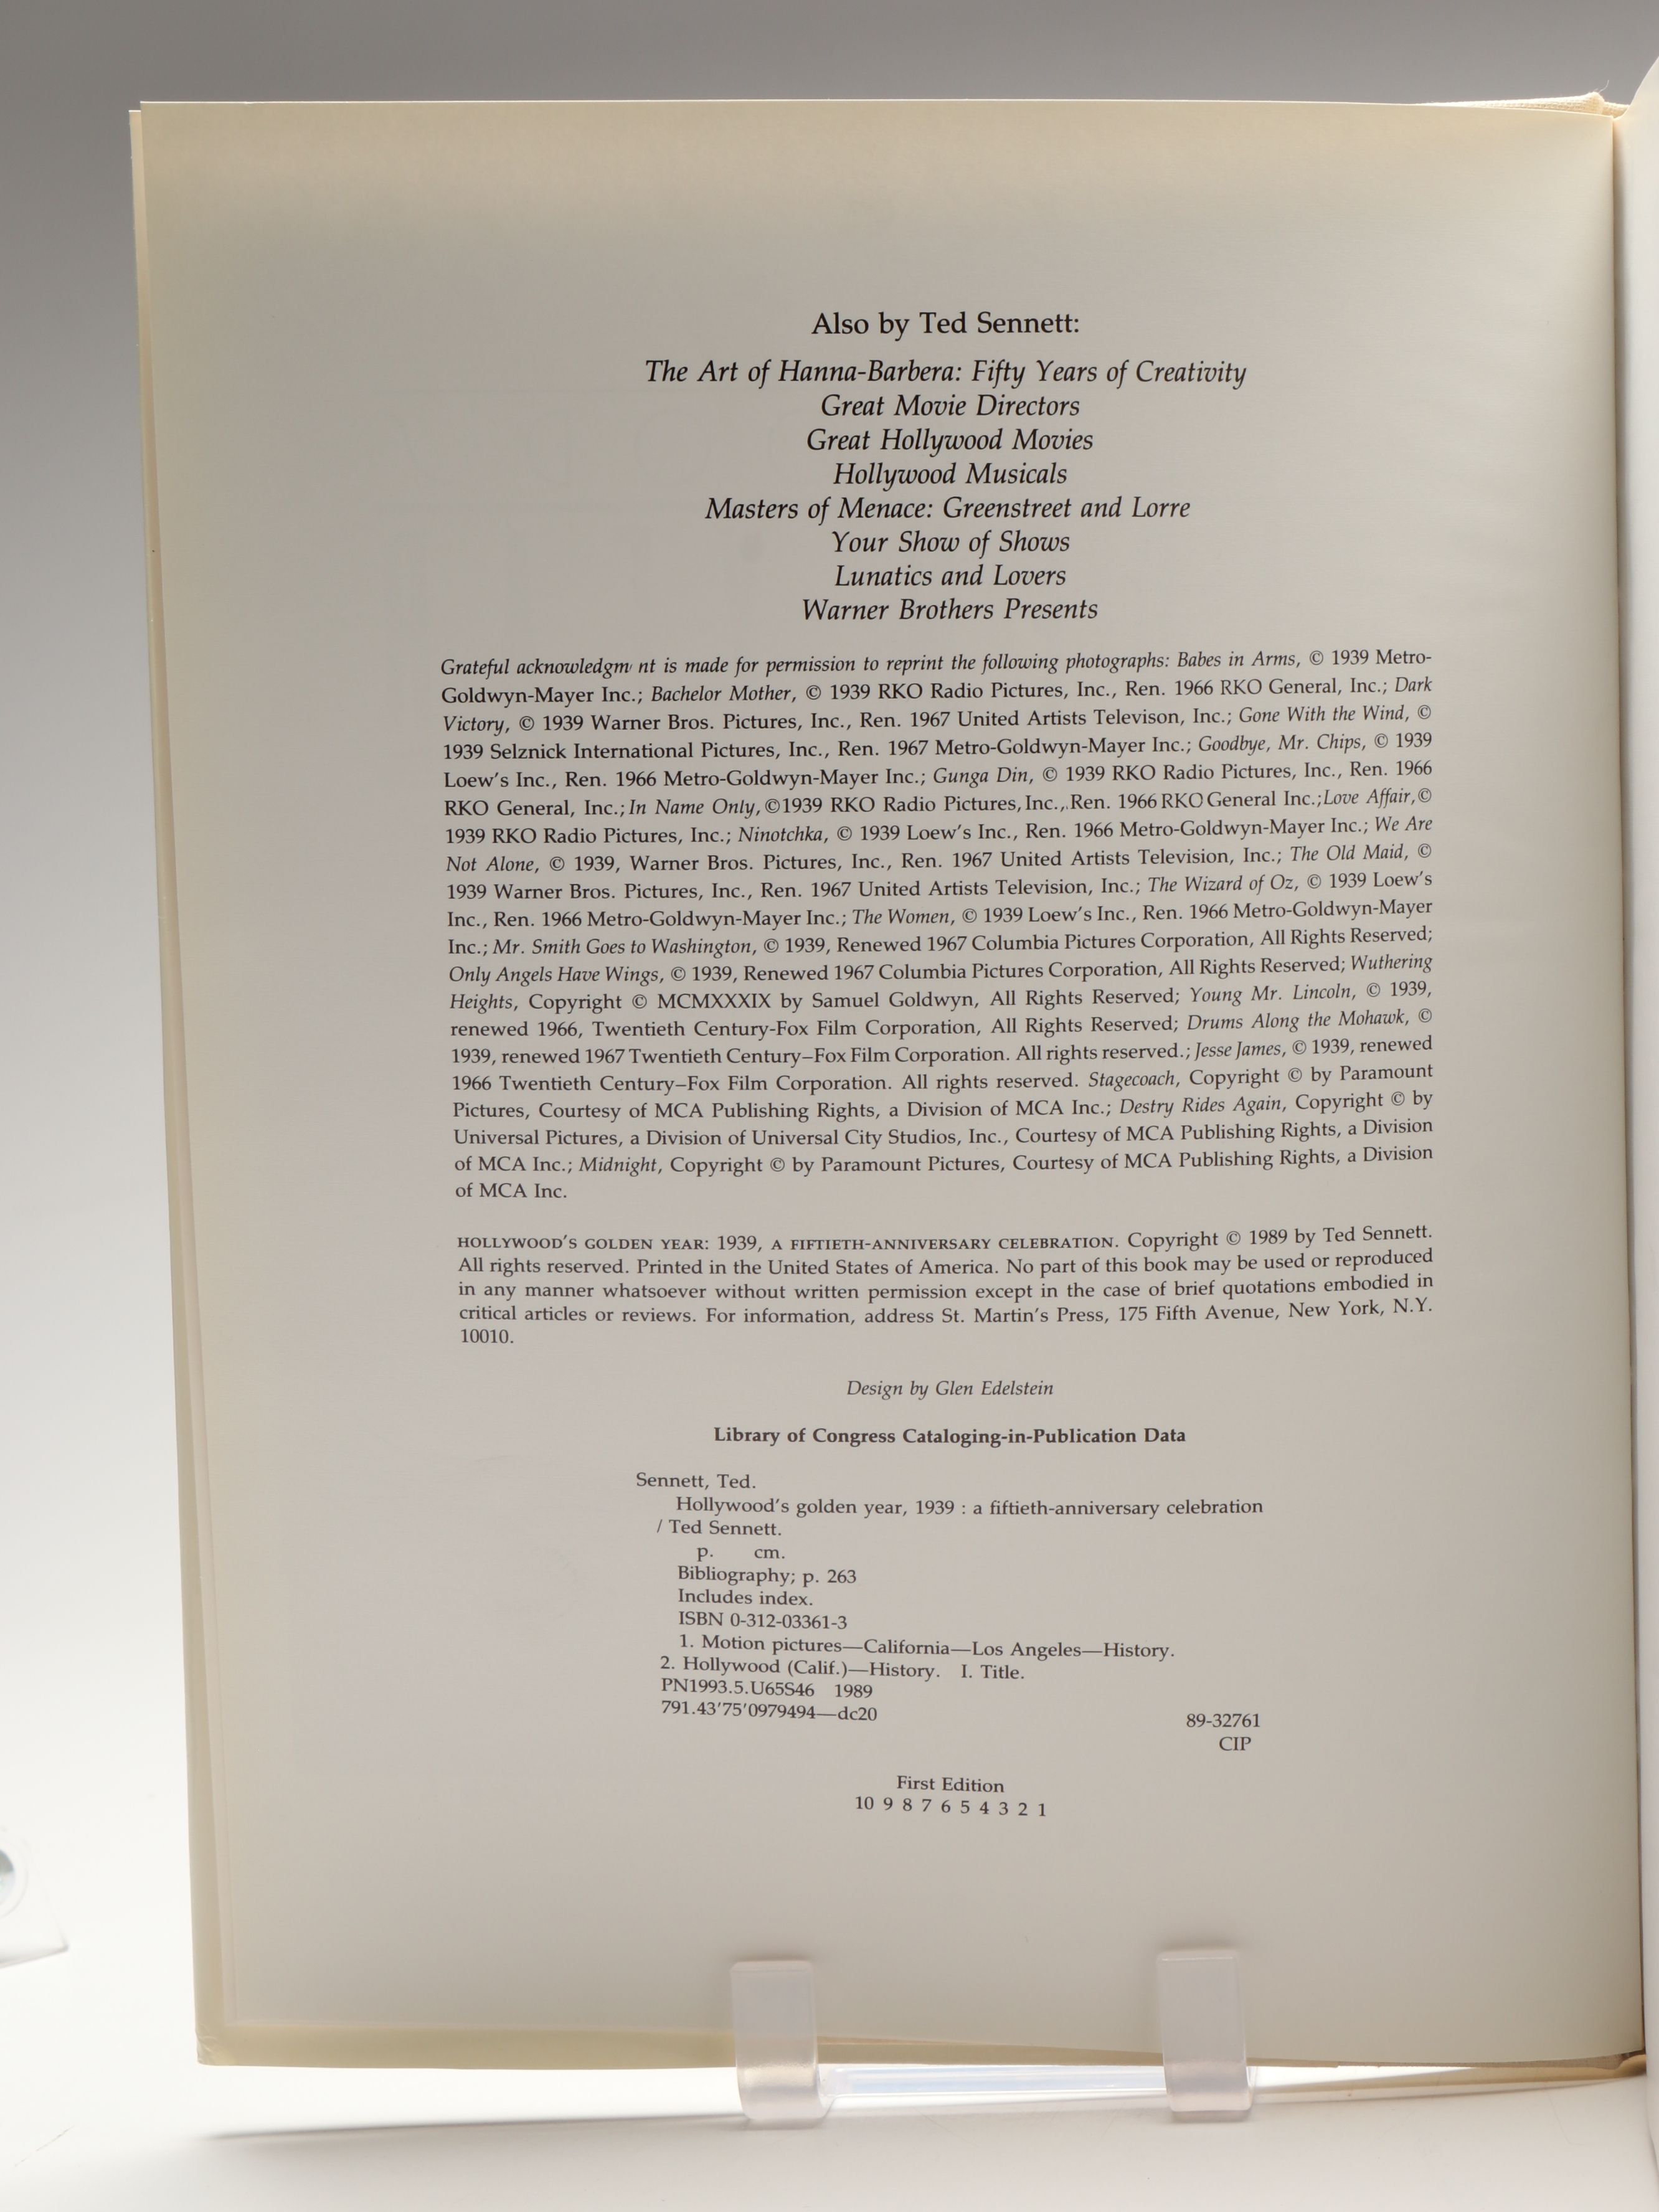 Also by Ted Sennett:
The Art of Hanna-Barbera: Fifty Years of Creativity
Great Movie Directors
Great Hollywood Movies
Hollywood Musicals
Masters of Menace: Greenstreet and Lorre
Your Show of Shows
Lunatics and Lovers
Warner Brothers Presents
Grateful acknowledgm nt is made for permission to reprint the following photographs: Babes in Arms, © 1939 Metro-
Goldwyn-Mayer Inc.; Bachelor Mother, © 1939 RKO Radio Pictures, Inc., Ren. 1966 RKO General, Inc.; Dark
Victory, © 1939 Warner Bros. Pictures, Inc., Ren. 1967 United Artists Televison, Inc.; Gone With the Wind, ©
1939 Selznick International Pictures, Inc., Ren. 1967 Metro-Goldwyn-Mayer Inc.; Goodbye, Mr. Chips, © 1939
Loew's Inc., Ren. 1966 Metro-Goldwyn-Mayer Inc.; Gunga Din, © 1939 RKO Radio Pictures, Inc., Ren. 1966
RKO General, Inc.; In Name Only, ©1939 RKO Radio Pictures, Inc., Ren. 1966 RKO General Inc.; Love Affair, ©
1939 RKO Radio Pictures, Inc.; Ninotchka, © 1939 Loew's Inc., Ren. 1966 Metro-Goldwyn-Mayer Inc.; We Are
Not Alone, © 1939, Warner Bros. Pictures, Inc., Ren. 1967 United Artists Television, Inc.; The Old Maid, ©
1939 Warner Bros. Pictures, Inc., Ren. 1967 United Artists Television, Inc.; The Wizard of Oz, © 1939 Loew's
Inc., Ren. 1966 Metro-Goldwyn-Mayer Inc.; The Women, © 1939 Loew's Inc., Ren. 1966 Metro-Goldwyn-Mayer
Inc.; Mr. Smith Goes to Washington, © 1939, Renewed 1967 Columbia Pictures Corporation, All Rights Reserved;
Only Angels Have Wings, © 1939, Renewed 1967 Columbia Pictures Corporation, All Rights Reserved; Wuthering
Heights, Copyright © MCMXXXIX by Samuel Goldwyn, All Rights Reserved; Young Mr. Lincoln, © 1939,
renewed 1966, Twentieth Century-Fox Film Corporation, All Rights Reserved; Drums Along the Mohawk, ©
1939, renewed 1967 Twentieth Century–Fox Film Corporation. All rights reserved.; Jesse James, © 1939, renewed
1966 Twentieth Century–Fox Film Corporation. All rights reserved. Stagecoach, Copyright © by Paramount
Pictures, Courtesy of MCA Publishing Rights, a Division of MCA Inc.; Destry Rides Again, Copyright © by
Universal Pictures, a Division of Universal City Studios, Inc., Courtesy of MCA Publishing Rights, a Division
of MCA Inc.; Midnight, Copyright © by Paramount Pictures, Courtesy of MCA Publishing Rights, a Division
of MCA Inc.
HOLLYWOOD'S GOLDEN YEAR: 1939, A FIFTIETH-ANNIVERSARY CELEBRATION. Copyright © 1989 by Ted Sennett.
All rights reserved. Printed in the United States of America. No part of this book may be used or reproduced
in any manner whatsoever without written permission except in the case of brief quotations embodied in
critical articles or reviews. For information, address St. Martin's Press, 175 Fifth Avenue, New York, N.Y.
10010.
Design by Glen Edelstein
Library of Congress Cataloging-in-Publication Data
Sennett, Ted.
Hollywood's golden year, 1939 : a fiftieth-anniversary celebration
/ Ted Sennett.
p. cm.
Bibliography; p. 263
Includes index.
ISBN 0-312-03361-3
1. Motion pictures—California—Los Angeles—History.
2. Hollywood (Calif.)—History. I. Title.
PN1993.5.U65S46 1989
791.43'75'0979494—dc20
89-32761
CIP
First Edition
10 9 8 7 6 5 4 3 2 1